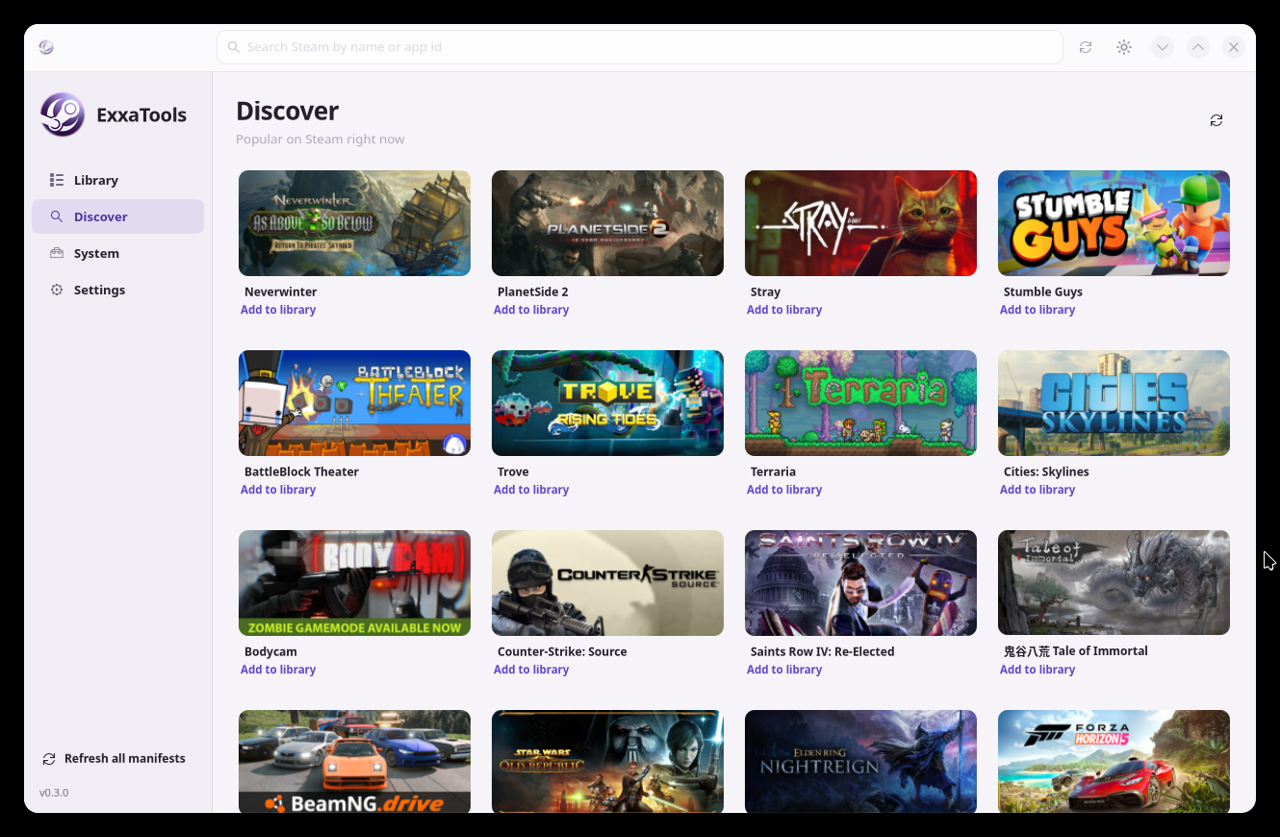 Search Steam by name or app id
ExxaTools
Library
Discover
System
Settings
Refresh all manifests
v0.3.0
Discover
Popular on Steam right now
NEVERWINTER
AS ABOVE SO BELOW
RETURN TO PIRATES' SKYHOLD
PLANETSIDE 2
STRAY
STUMBLE
GUYS
Neverwinter
PlanetSide 2
Stray
Stumble Guys
Add to library
Add to library
Add to library
Add to library
BATTLEBLOCK
THEATER
TROVE
RISING TIDES
Terraria
CITIES
SKYLINES
BattleBlock Theater
Trove
Terraria
Cities: Skylines
Add to library
Add to library
Add to library
Add to library
BODYCAM
ZOMBIE GAMEMODE AVAILABLE NOW
COUNTER STRIKE
SOURCE
SAINTS ROW IV
RE-ELECTED
Tale of
Immortal
Bodycam
Counter-Strike: Source
Saints Row IV: Re-Elected
鬼谷八荒 Tale of Immortal
Add to library
Add to library
Add to library
Add to library
BeamNG.drive
STAR WARS
OLD REPUBLIC
ELDEN RING
NIGHTREIGN
FORZA
HORIZON 5